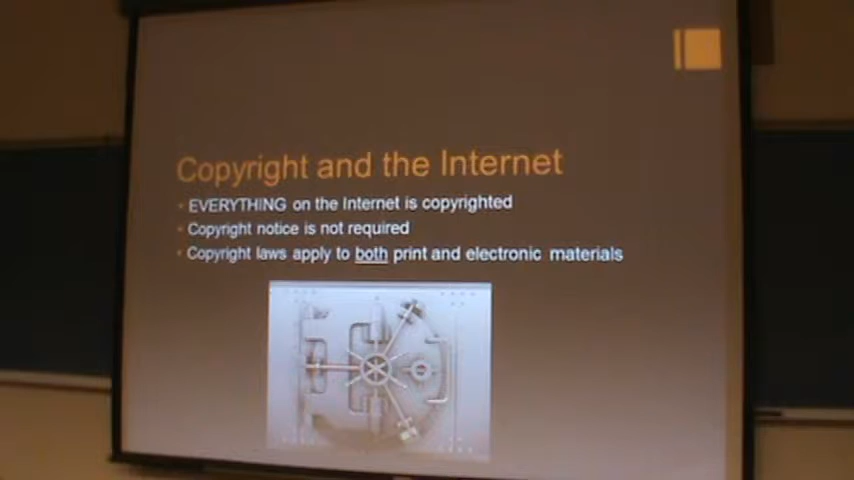 Copyright and the Internet
EVERYTHING on the Internet is copyrighted
Copyright notice is not required
Copyright laws apply to both print and electronic materials